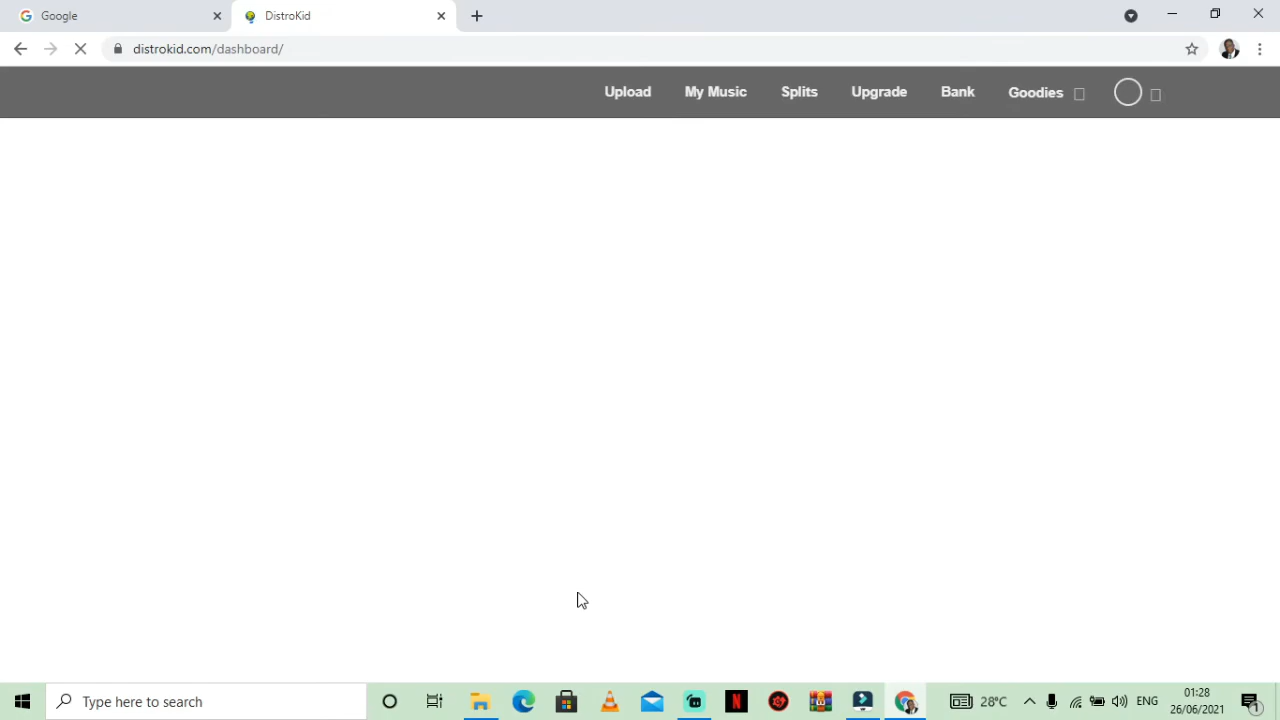 Google
DistroKid
distrokid.com/dashboard/
Upload
My Music
Splits
Upgrade
Bank
Goodies
Type here to search
28°C
ENG
01:28
26/06/2021
1